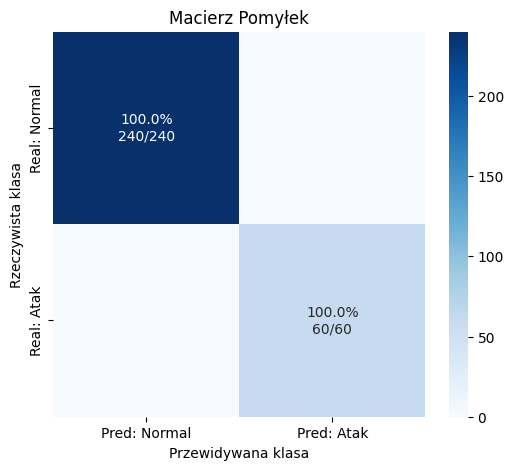 Macierz Pomyłek
Rzeczywista klasa
Real: Normal
Real: Atak
100.0%
240/240
100.0%
60/60
Pred: Normal
Pred: Atak
Przewidywana klasa
200
150
100
50
0